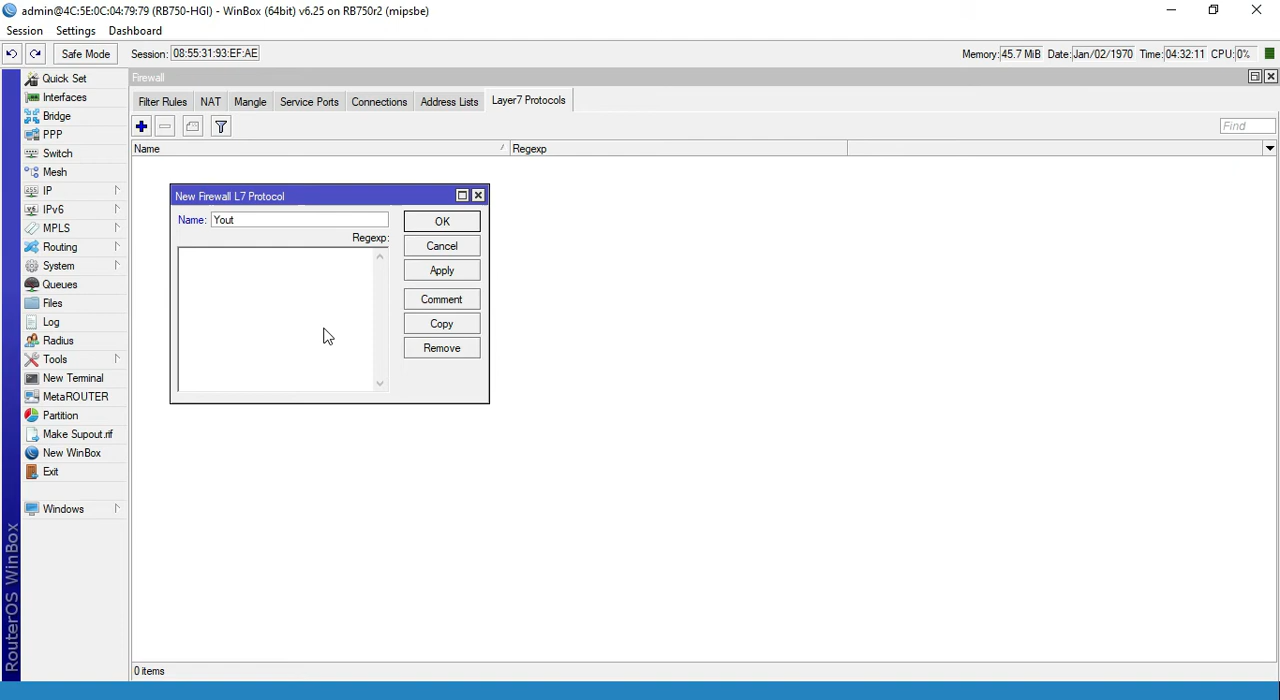 admin@4C:5E:0C:04:79:79 (RB750-HGI) - WinBox (64bit) v6.25 on RB750r2 (mipsbe)
Session Settings Dashboard
Safe Mode Session: 08:55:31:93:EF:AE Memory: 45.7 MiB Date: Jan/02/1970 Time: 04:32:11 CPU: 0%
Quick Set
Interfaces
Bridge
PPP
Switch
Mesh
IP
IPv6
MPLS
Routing
System
Queues
Files
Log
Radius
Tools
New Terminal
MetaROUTER
Partition
Make Supout.rif
New WinBox
Exit
Windows
RouterOS WinBox
Firewall
Filter Rules NAT Mangle Service Ports Connections Address Lists Layer7 Protocols
Find
Name Regexp
New Firewall L7 Protocol
Name: Yout
Regexp:
OK
Cancel
Apply
Comment
Copy
Remove
0 items